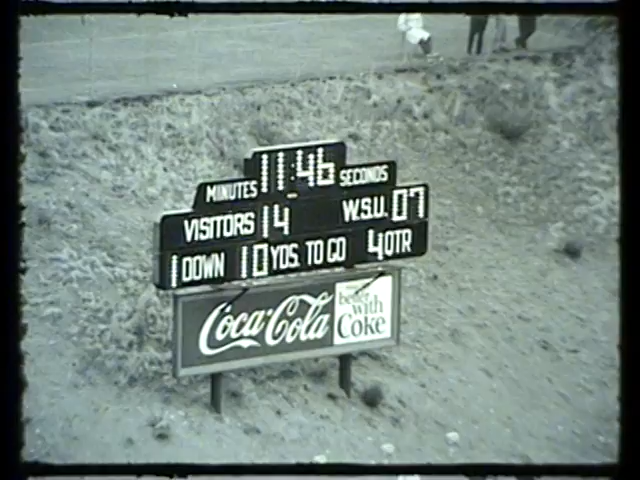 11:46
MINUTES SECONDS
VISITORS 14 W.S.U. 07
1 DOWN 10 YDS. TO GO 4 QTR
Coca-Cola
better
with
Coke